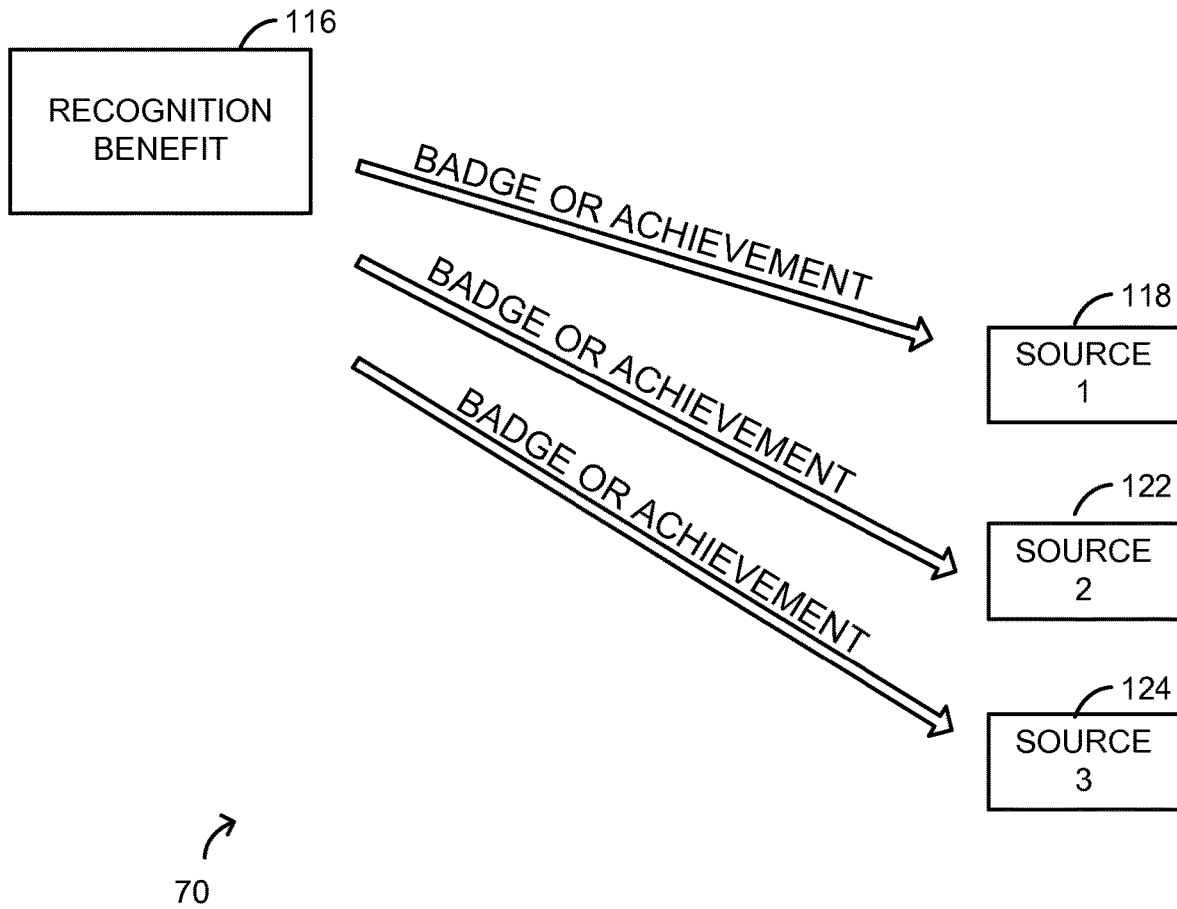 116
RECOGNITION
BENEFIT
BADGE OR ACHIEVEMENT
118
SOURCE
1
BADGE OR ACHIEVEMENT
122
SOURCE
2
BADGE OR ACHIEVEMENT
124
SOURCE
3
70